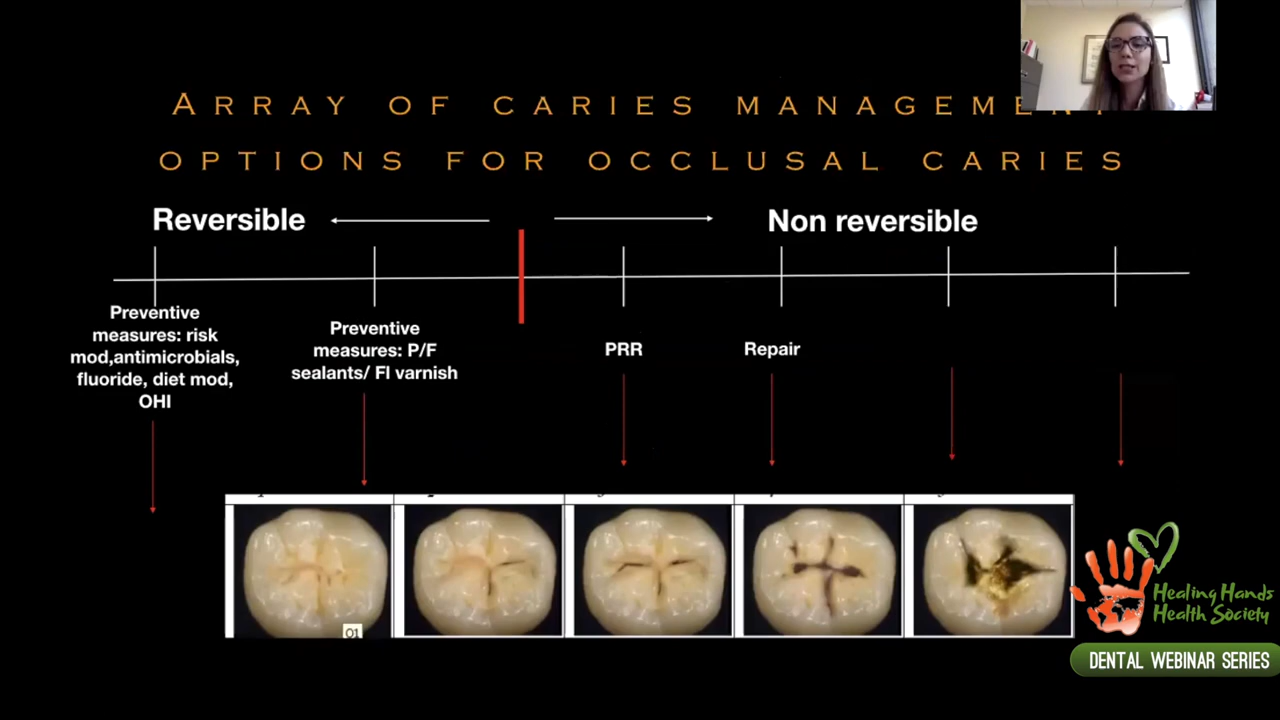 ARRAY OF CARIES MANAGEMENT
OPTIONS FOR OCCLUSAL CARIES
Reversible
Non reversible
Preventive
measures: risk
mod,antimicrobials,
fluoride, diet mod,
OHI
Preventive
measures: P/F
sealants/ Fl varnish
PRR
Repair
01
Healing Hands
Health Society
DENTAL WEBINAR SERIES